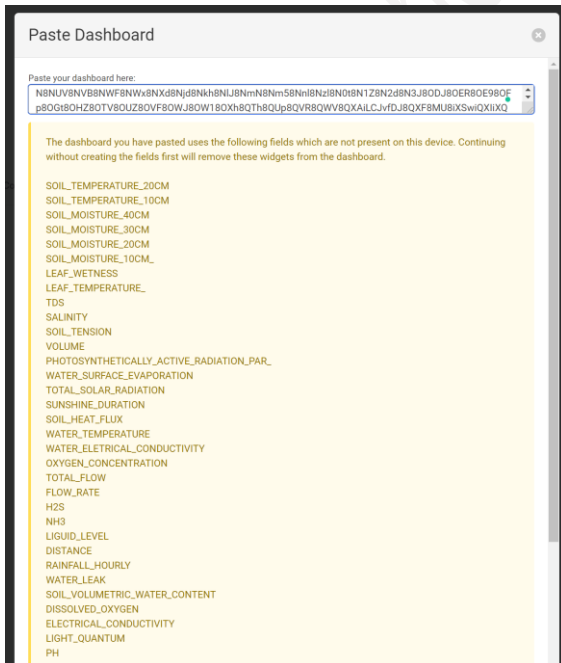 Paste Dashboard
Paste your dashboard here:
N8NUV8NVB8NWF8NWx8NXd8Njd8Nkh8NlJ8NmN8Nm58Nnl8Nzl8N0t8N1Z8N2d8N3J8ODJ8OER8OE98OF
p8OGt8OHZ8OTV8OUZ8OVF8OWJ8OW18OXh8QTh8QUp8QVR8QWV8QXAiLCJvfDJ8QXF8MU8iXSwiQXIiXQ
The dashboard you have pasted uses the following fields which are not present on this device. Continuing
without creating the fields first will remove these widgets from the dashboard.
SOIL_TEMPERATURE_20CM
SOIL_TEMPERATURE_10CM
SOIL_MOISTURE_40CM
SOIL_MOISTURE_30CM
SOIL_MOISTURE_20CM
SOIL_MOISTURE_10CM_
LEAF_WETNESS
LEAF_TEMPERATURE_
TDS
SALINITY
SOIL_TENSION
VOLUME
PHOTOSYNTHETICALLY_ACTIVE_RADIATION_PAR_
WATER_SURFACE_EVAPORATION
TOTAL_SOLAR_RADIATION
SUNSHINE_DURATION
SOIL_HEAT_FLUX
WATER_TEMPERATURE
WATER_ELETRICAL_CONDUCTIVITY
OXYGEN_CONCENTRATION
TOTAL_FLOW
FLOW_RATE
H2S
NH3
LIGUID_LEVEL
DISTANCE
RAINFALL_HOURLY
WATER_LEAK
SOIL_VOLUMETRIC_WATER_CONTENT
DISSOLVED_OXYGEN
ELECTRICAL_CONDUCTIVITY
LIGHT_QUANTUM
PH